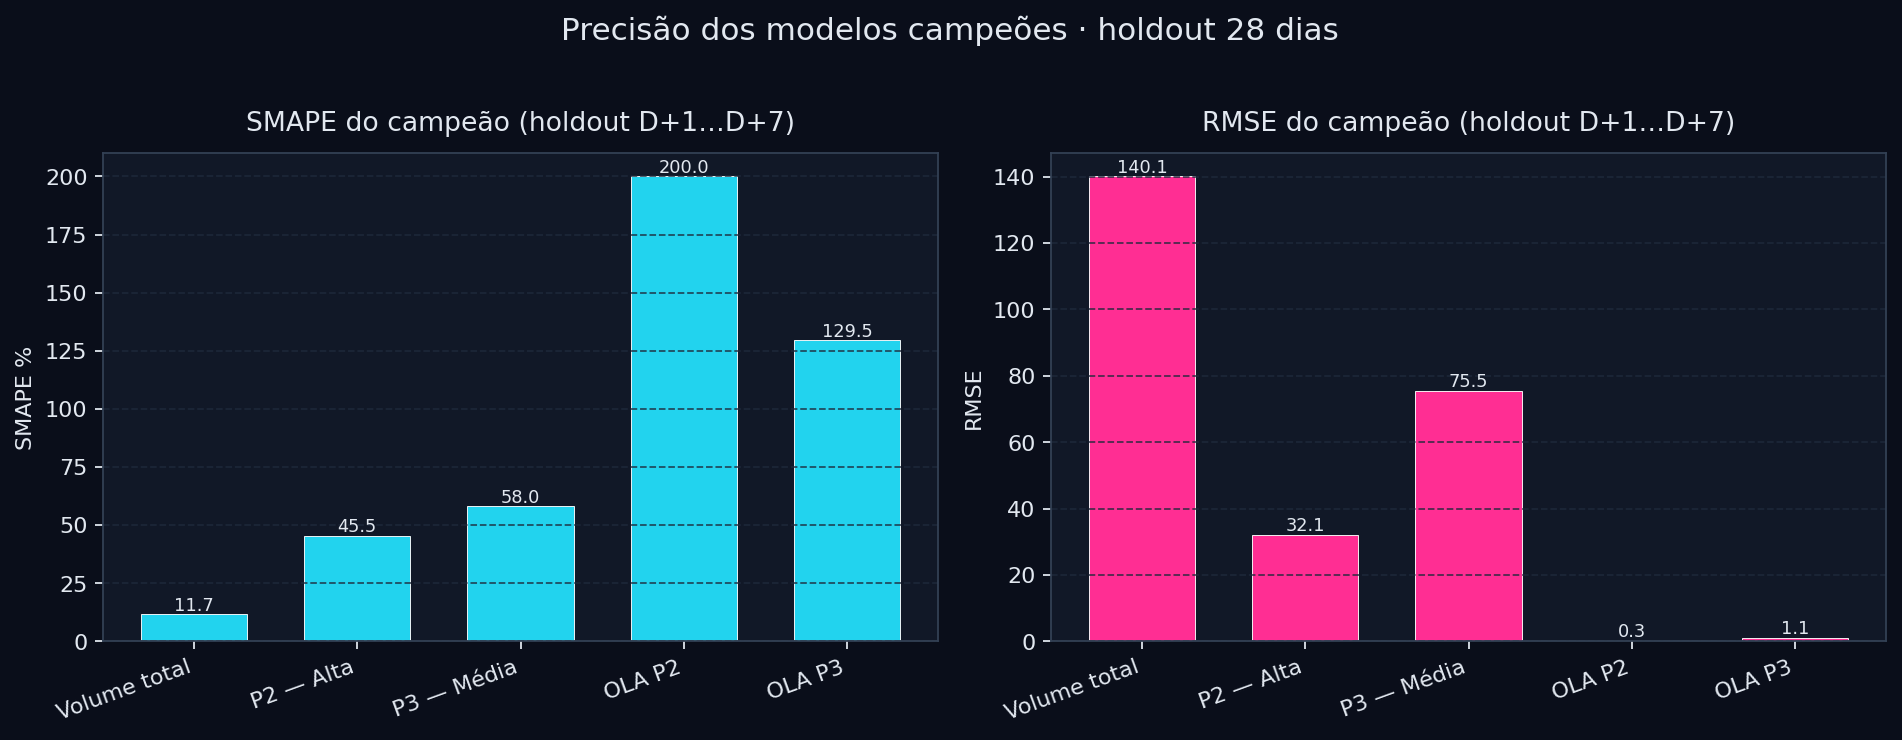 Precisão dos modelos campeões · holdout 28 dias
SMAPE do campeão (holdout D+1…D+7)
SMAPE %
200
175
150
125
100
75
50
25
0
11.7
45.5
58.0
200.0
129.5
Volume total
P2 — Alta
P3 — Média
OLA P2
OLA P3
RMSE do campeão (holdout D+1…D+7)
RMSE
140
120
100
80
60
40
20
0
140.1
32.1
75.5
0.3
1.1
Volume total
P2 — Alta
P3 — Média
OLA P2
OLA P3